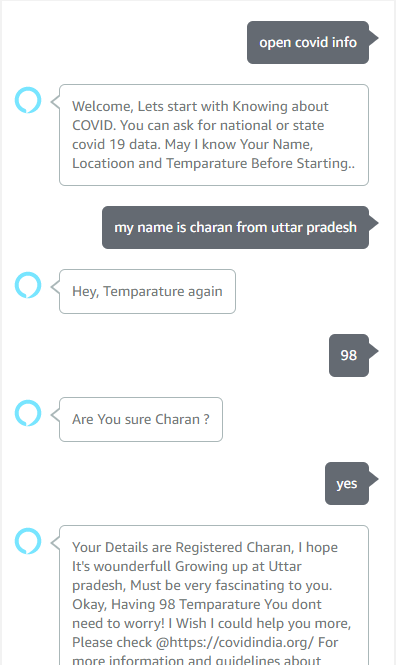 open covid info
Welcome, Lets start with Knowing about
COVID. You can ask for national or state
covid 19 data. May I know Your Name,
Locatioon and Temparature Before Starting..
my name is charan from uttar pradesh
Hey, Temparature again
98
Are You sure Charan ?
yes
Your Details are Registered Charan, I hope
It's wounderfull Growing up at Uttar
pradesh, Must be very fascinating to you.
Okay, Having 98 Temparature You dont
need to worry! I Wish I could help you more,
Please check @https://covidindia.org/ For
more information and guidelines about